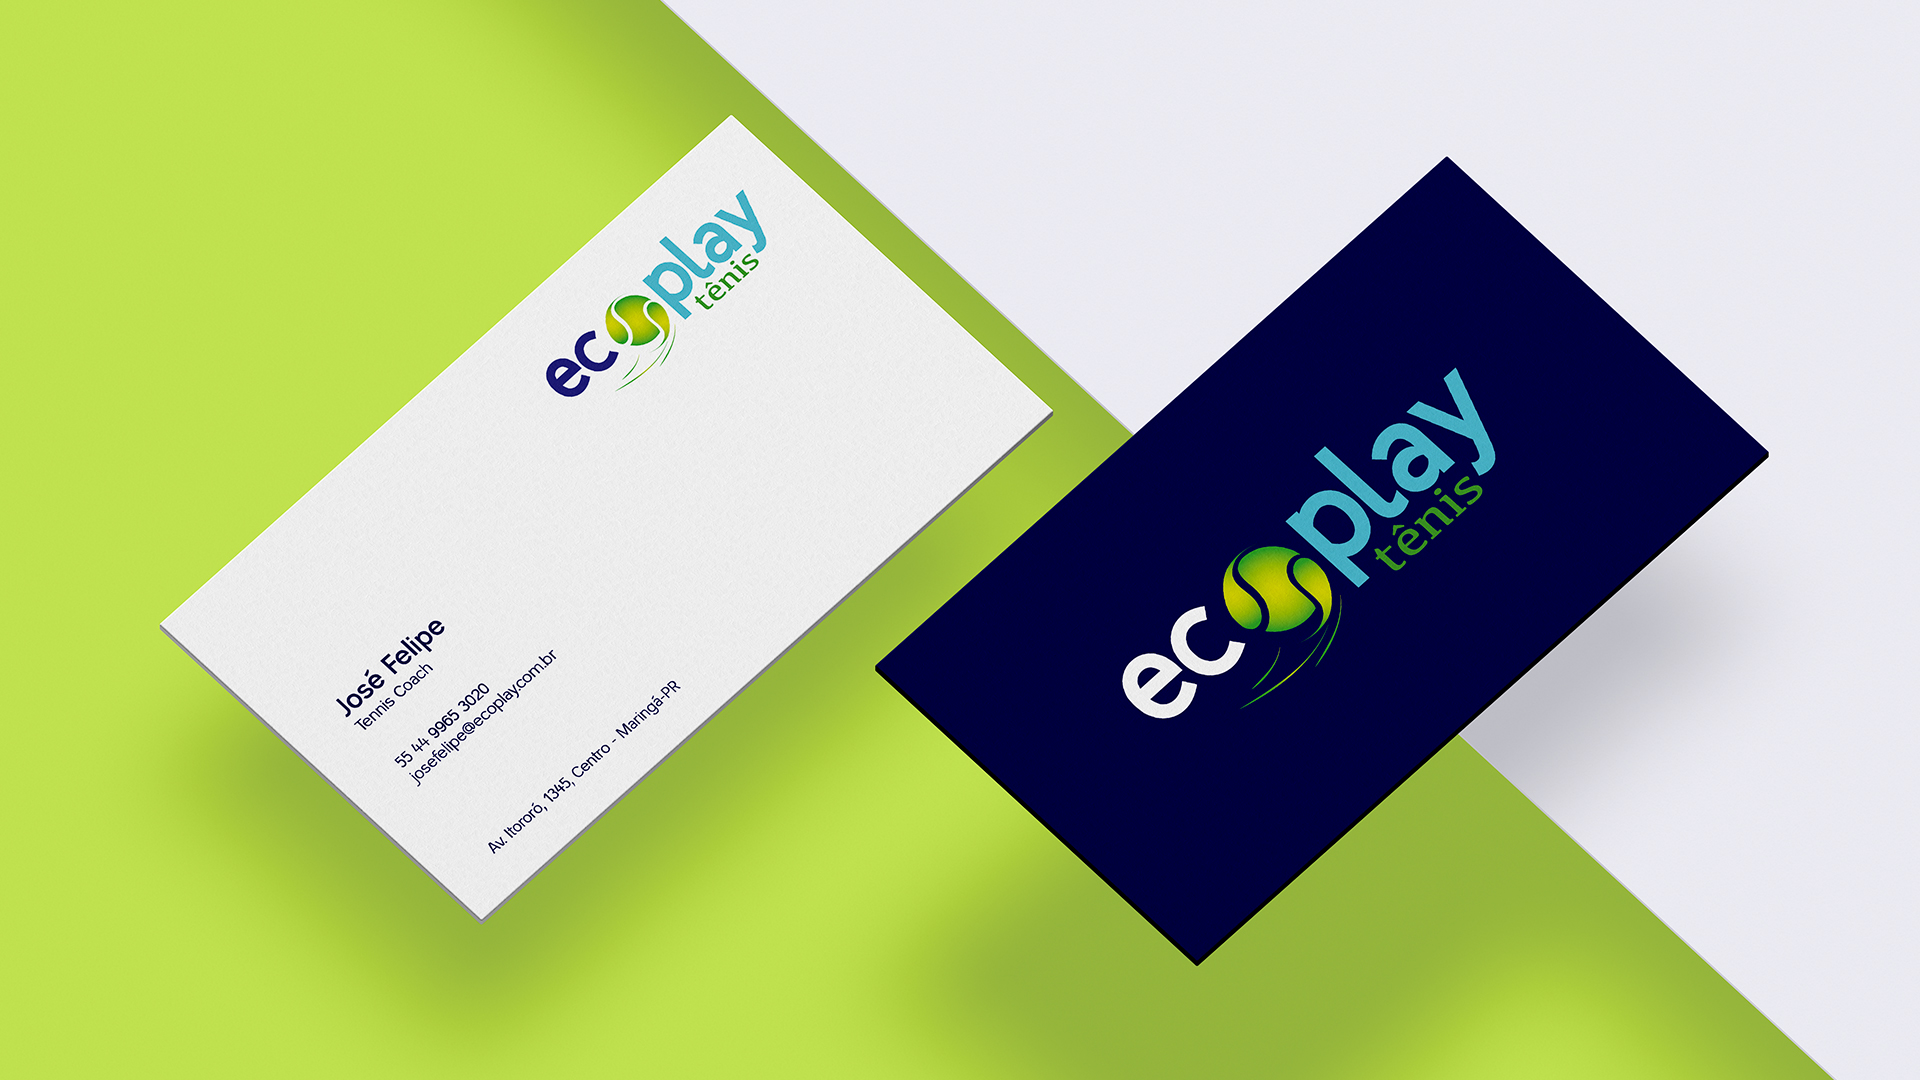 ecoplay
tênis
José Felipe
Tennis Coach
55 44 9965 3020
josefelipe@ecoplay.com.br
Av. Itororó, 1345, Centro - Maringá-PR
ecoplay
tênis